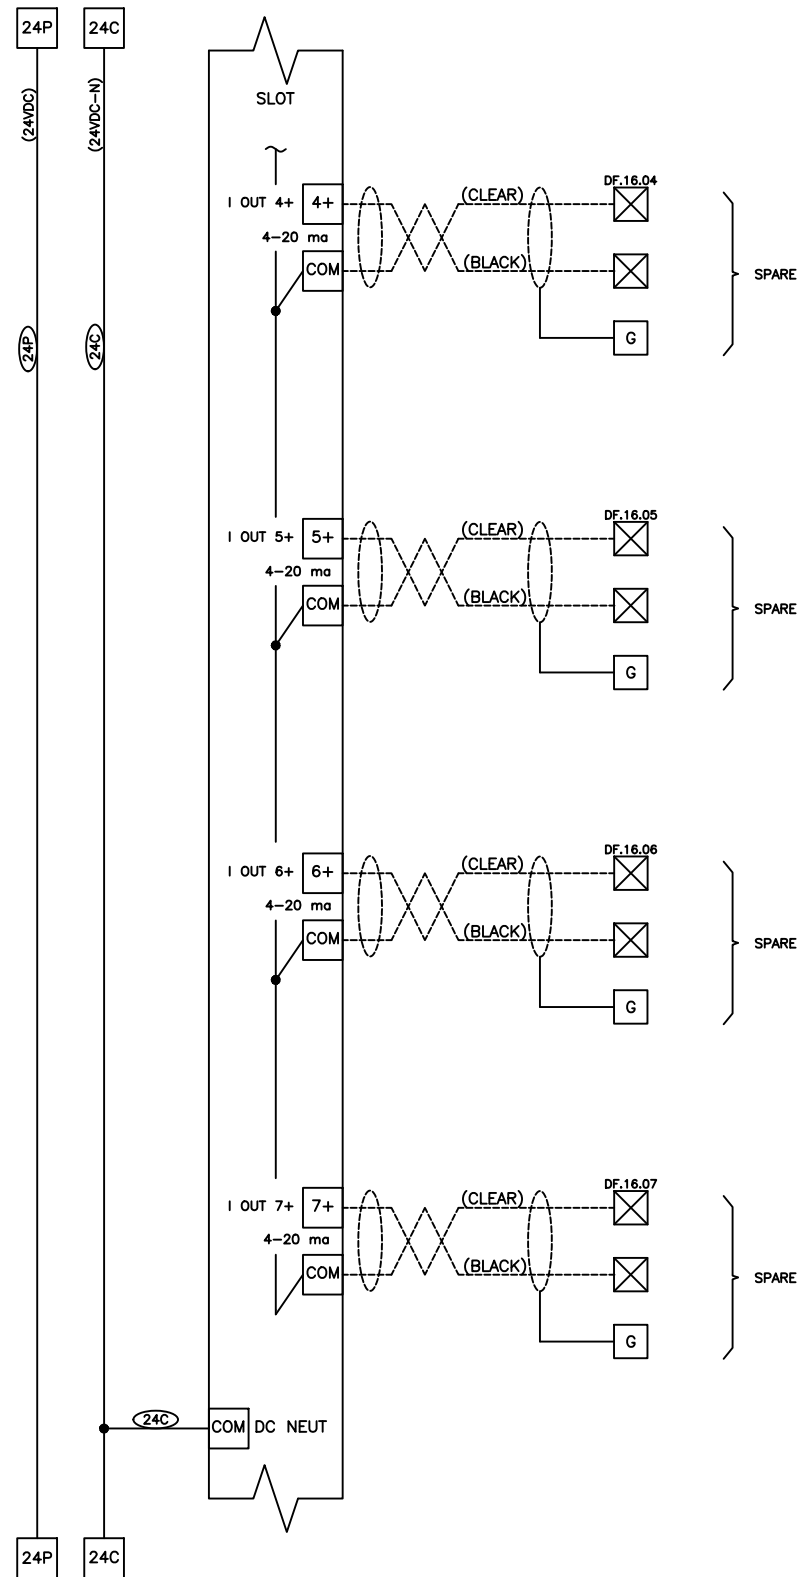 24P
24C
(24VDC)
(24VDC-N)
SLOT
DF.16.04
I OUT 4+
4+
(CLEAR)
4-20 ma
COM
(BLACK)
SPARE
G
24P
24C
DF.16.05
I OUT 5+
5+
(CLEAR)
4-20 ma
COM
(BLACK)
SPARE
G
DF.16.06
I OUT 6+
6+
(CLEAR)
4-20 ma
COM
(BLACK)
SPARE
G
DF.16.07
I OUT 7+
7+
(CLEAR)
4-20 ma
COM
(BLACK)
SPARE
G
24C
COM
DC NEUT
24P
24C